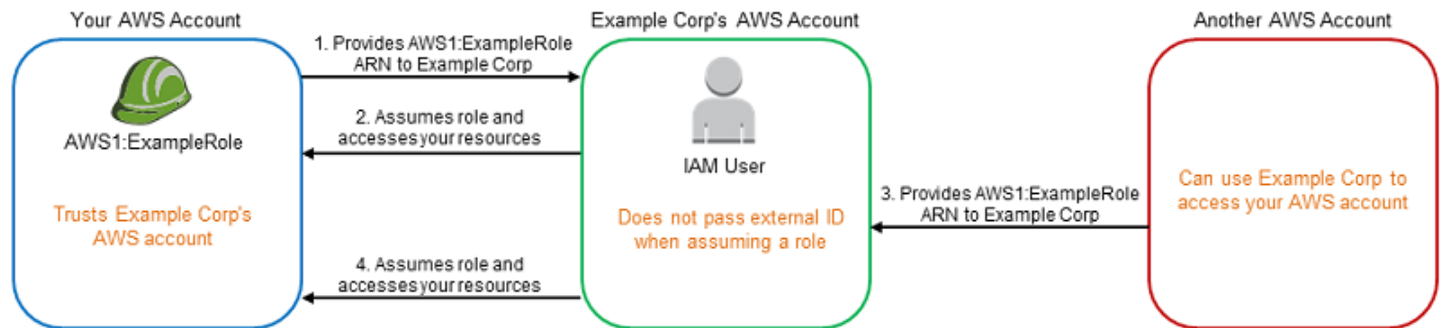 Your AWS Account
Example Corp's AWS Account
Another AWS Account
1. Provides AWS1:ExampleRole
ARN to Example Corp
2. Assumes role and
accesses your resources
AWS1:ExampleRole
IAM User
Trusts Example Corp's
AWS account
Does not pass external ID
when assuming a role
3. Provides AWS1:ExampleRole
ARN to Example Corp
Can use Example Corp to
access your AWS account
4. Assumes role and
accesses your resources